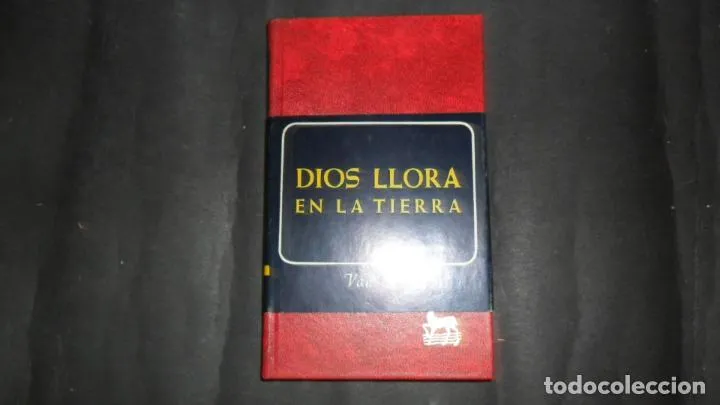 DIOS LLORA
EN LA TIERRA
todocoleccion